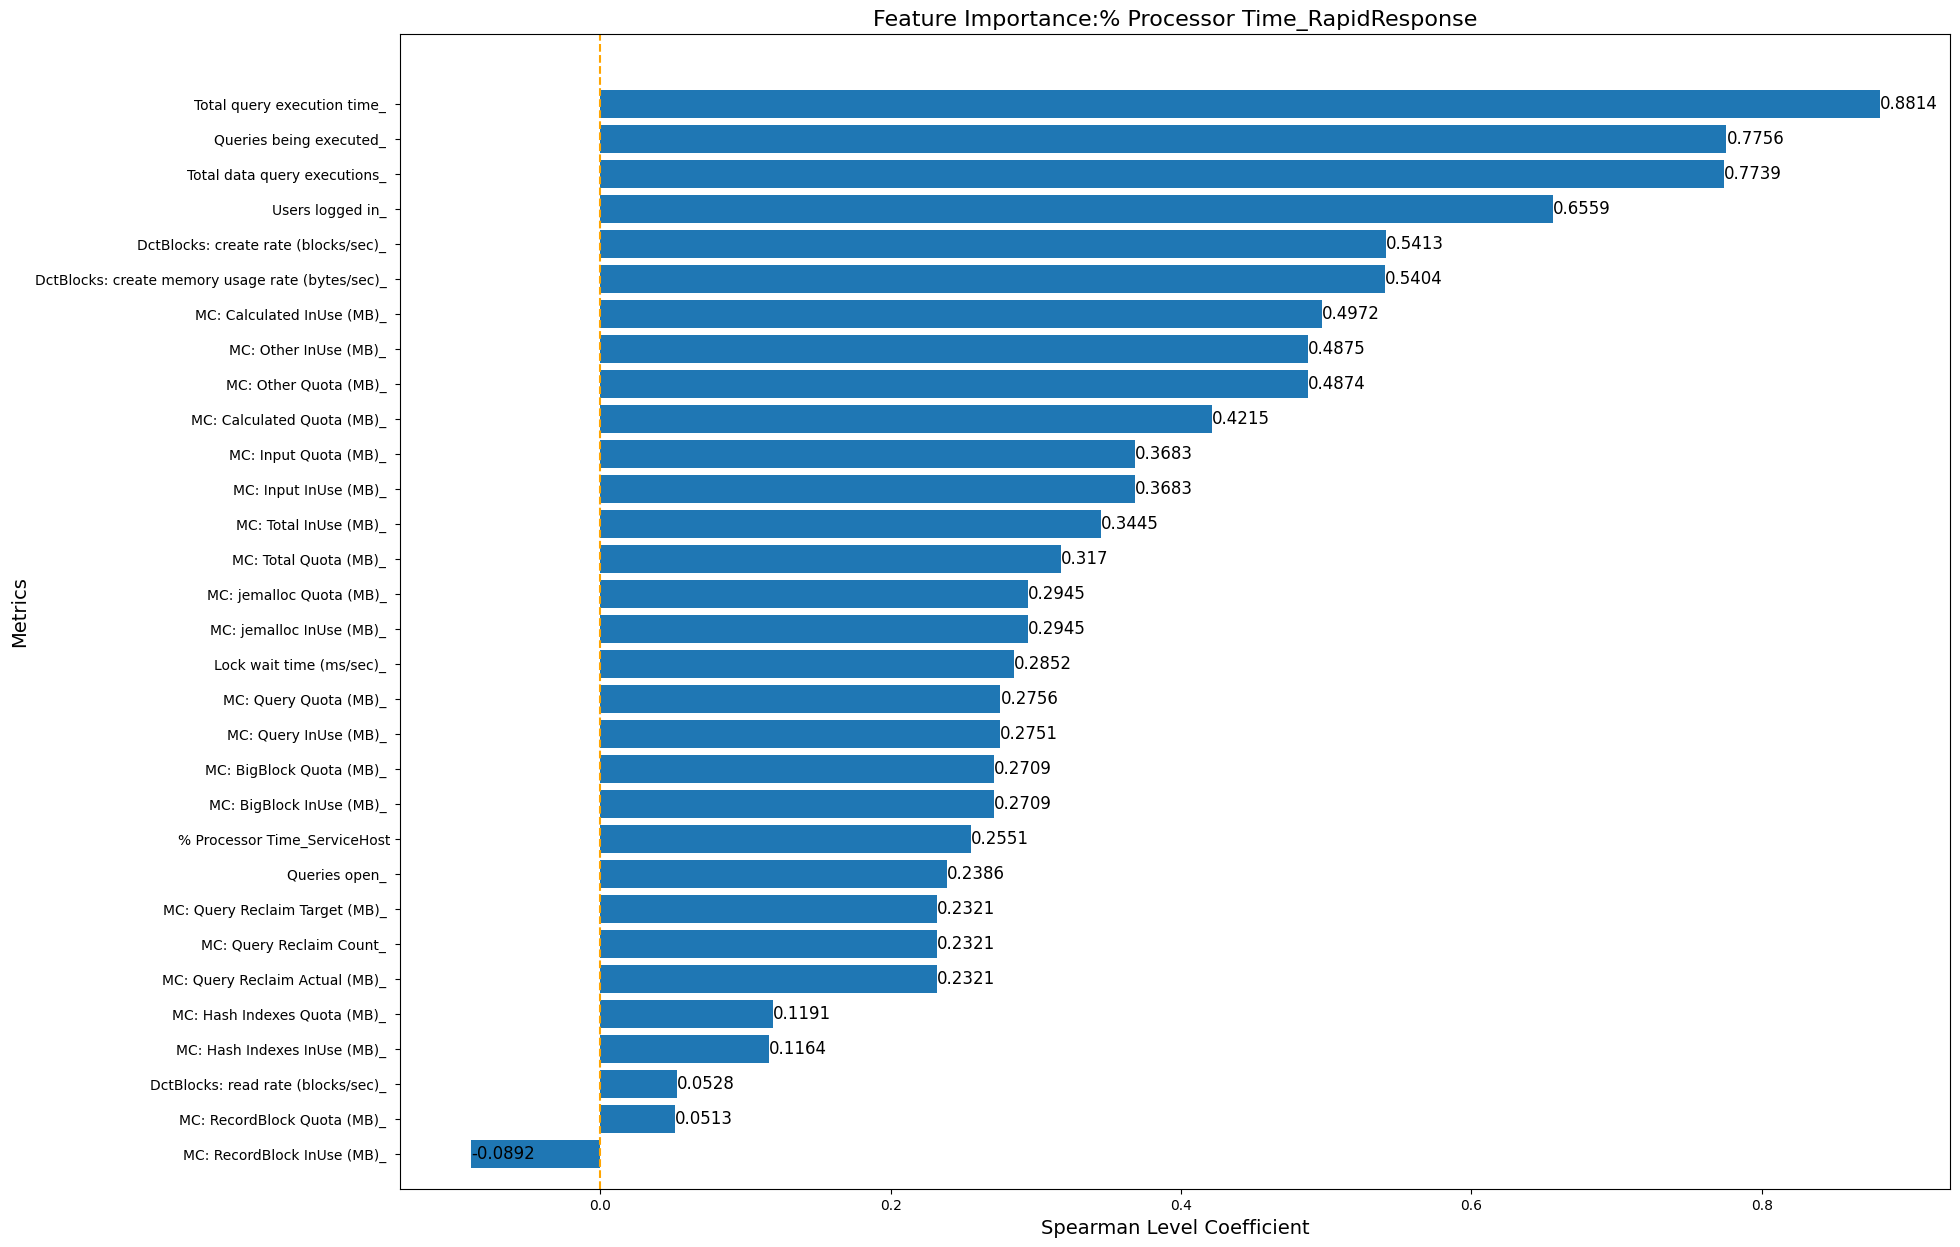 Feature Importance:% Processor Time_RapidResponse
Metrics
Total query execution time_ 0.8814
Queries being executed_ 0.7756
Total data query executions_ 0.7739
Users logged in_ 0.6559
DctBlocks: create rate (blocks/sec)_ 0.5413
DctBlocks: create memory usage rate (bytes/sec)_ 0.5404
MC: Calculated InUse (MB)_ 0.4972
MC: Other InUse (MB)_ 0.4875
MC: Other Quota (MB)_ 0.4874
MC: Calculated Quota (MB)_ 0.4215
MC: Input Quota (MB)_ 0.3683
MC: Input InUse (MB)_ 0.3683
MC: Total InUse (MB)_ 0.3445
MC: Total Quota (MB)_ 0.317
MC: jemalloc Quota (MB)_ 0.2945
MC: jemalloc InUse (MB)_ 0.2945
Lock wait time (ms/sec)_ 0.2852
MC: Query Quota (MB)_ 0.2756
MC: Query InUse (MB)_ 0.2751
MC: BigBlock Quota (MB)_ 0.2709
MC: BigBlock InUse (MB)_ 0.2709
% Processor Time_ServiceHost 0.2551
Queries open_ 0.2386
MC: Query Reclaim Target (MB)_ 0.2321
MC: Query Reclaim Count_ 0.2321
MC: Query Reclaim Actual (MB)_ 0.2321
MC: Hash Indexes Quota (MB)_ 0.1191
MC: Hash Indexes InUse (MB)_ 0.1164
DctBlocks: read rate (blocks/sec)_ 0.0528
MC: RecordBlock Quota (MB)_ 0.0513
MC: RecordBlock InUse (MB)_ -0.0892
0.0 0.2 0.4 0.6 0.8
Spearman Level Coefficient